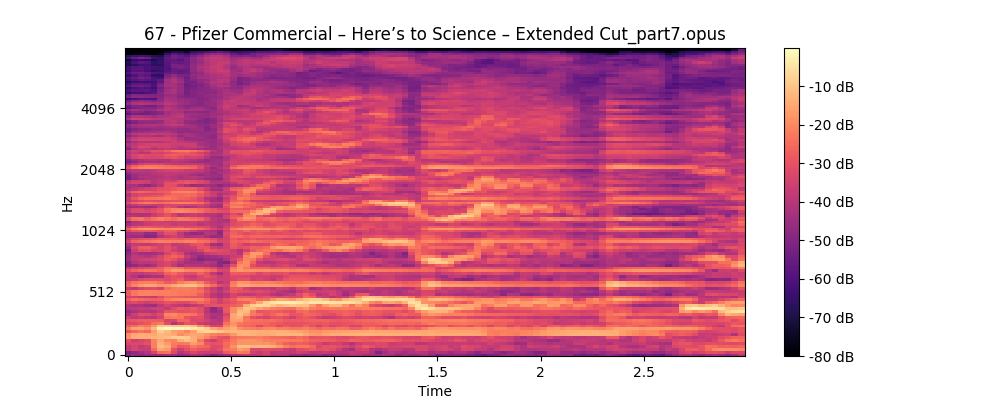 67 - Pfizer Commercial – Here’s to Science – Extended Cut_part7.opus
Hz
4096
2048
1024
512
0
0
0.5
1
1.5
2
2.5
Time
-10 dB
-20 dB
-30 dB
-40 dB
-50 dB
-60 dB
-70 dB
-80 dB